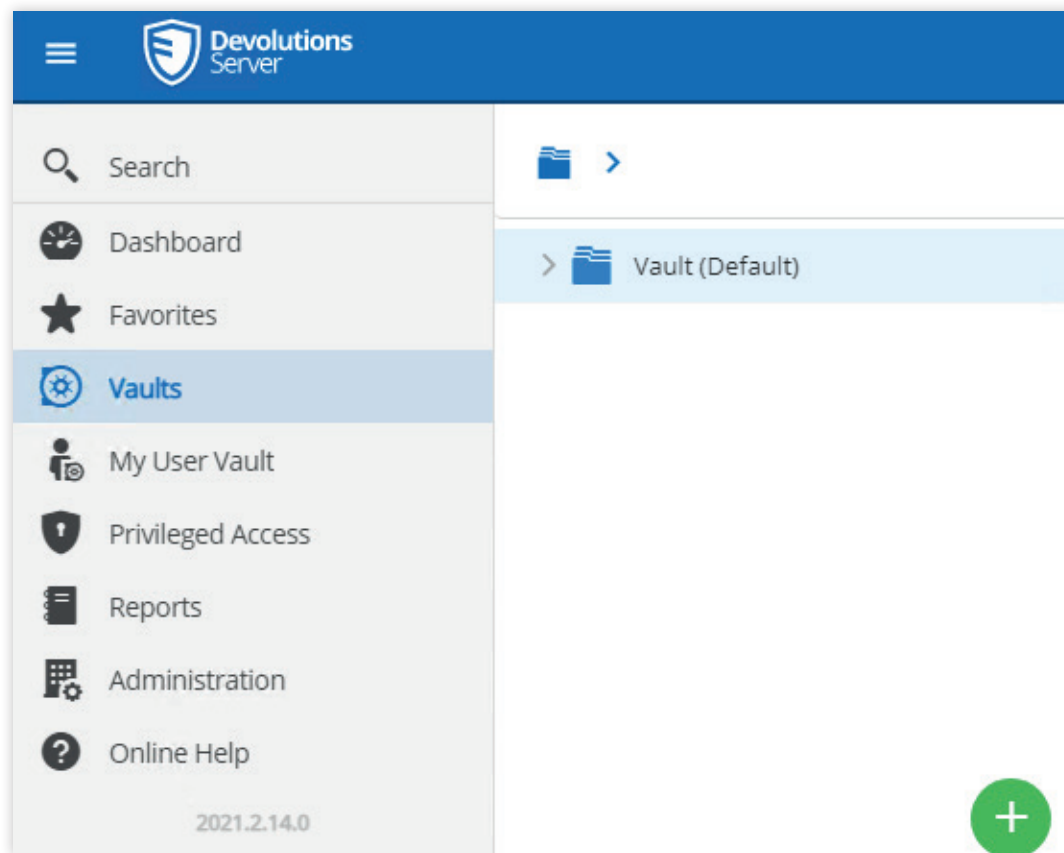 Devolutions
Server
Search
Dashboard
Favorites
Vaults
My User Vault
Privileged Access
Reports
Administration
Online Help
2021.2.14.0
Vault (Default)